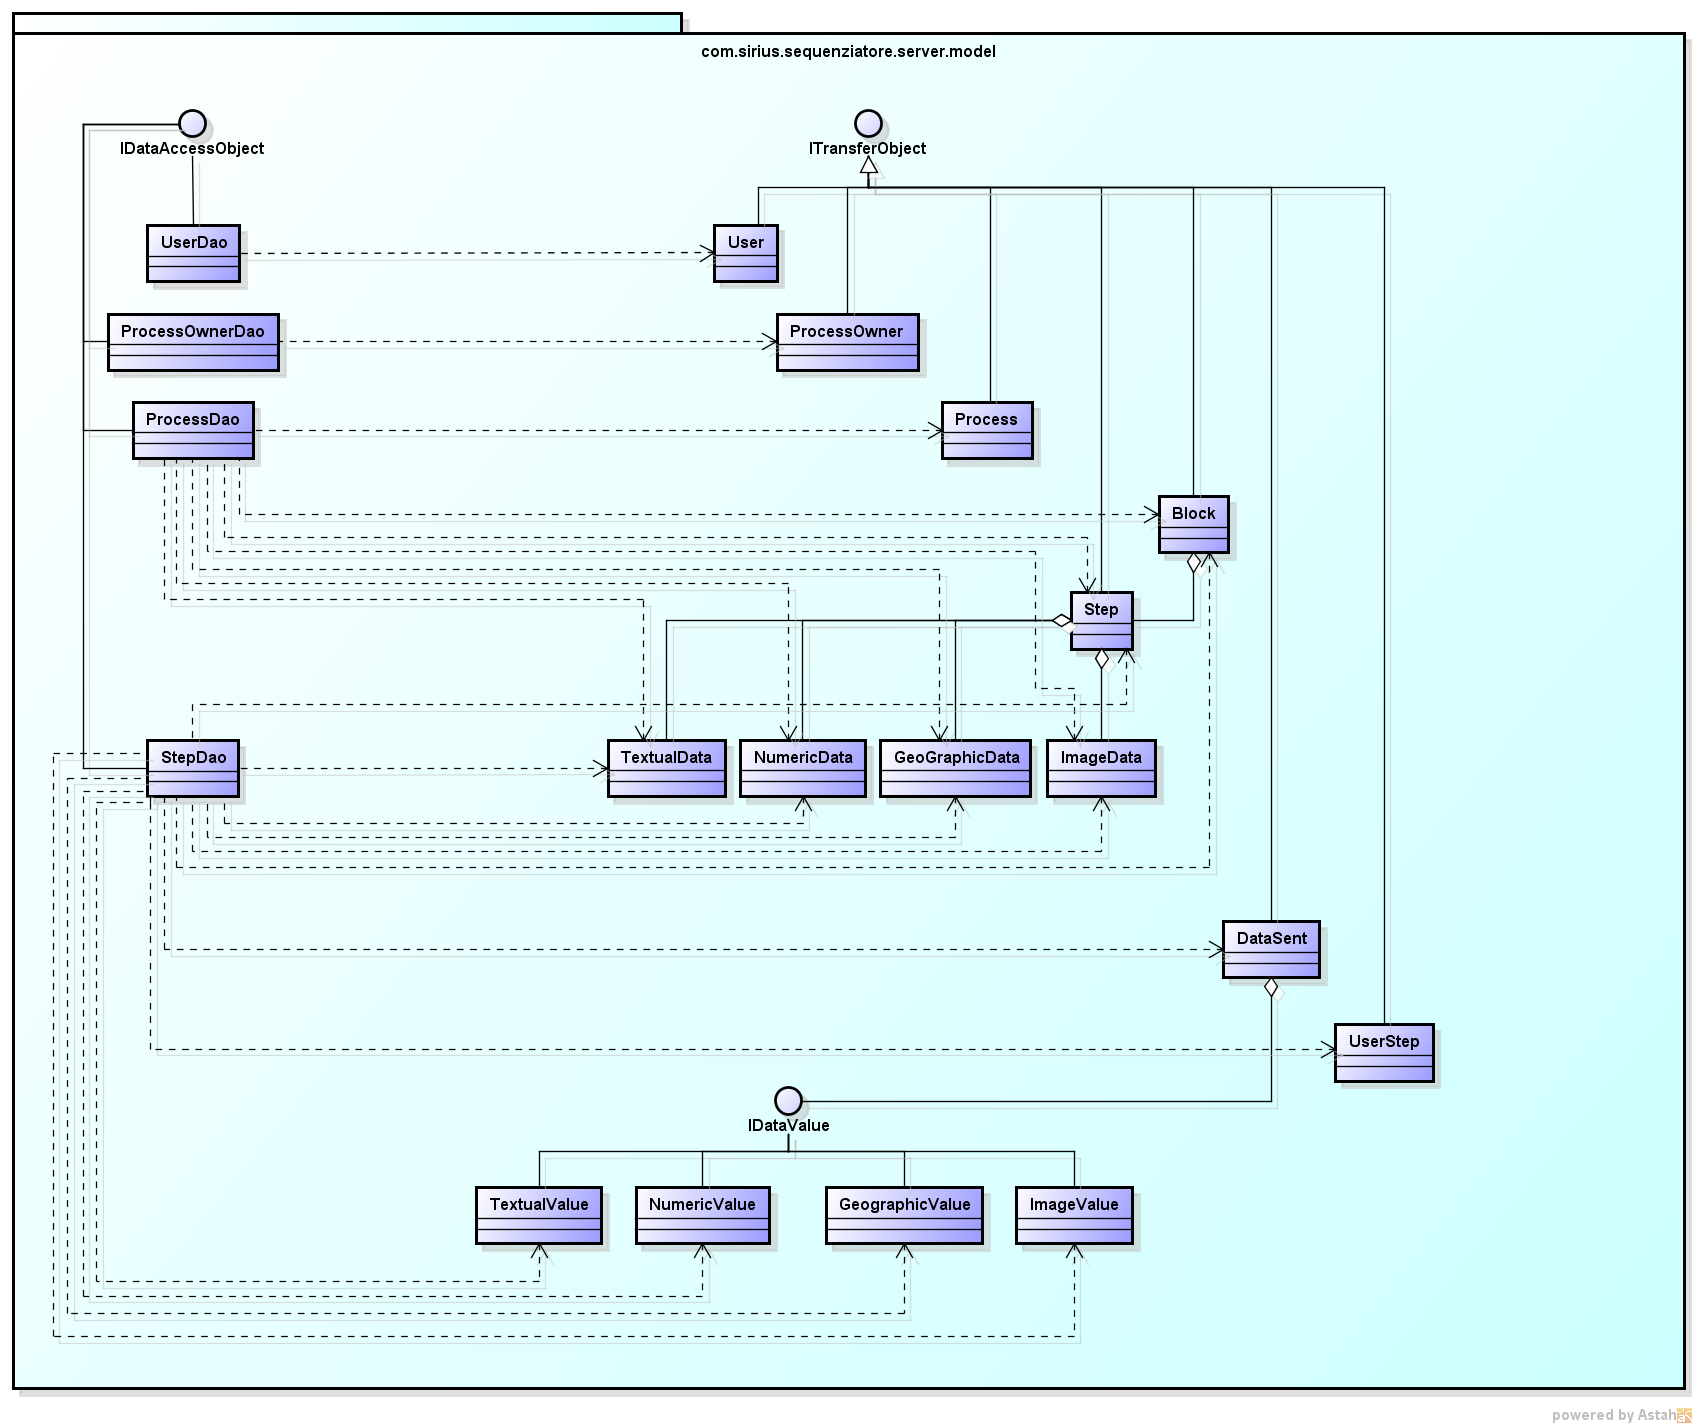 com.sirius.sequenziatore.server.model
IDataAccessObject
ITransferObject
UserDao
User
ProcessOwnerDao
ProcessOwner
ProcessDao
Process
Block
Step
StepDao
TextualData
NumericData
GeoGraphicData
ImageData
DataSent
UserStep
IDataValue
TextualValue
NumericValue
GeographicValue
ImageValue
powered by Astah